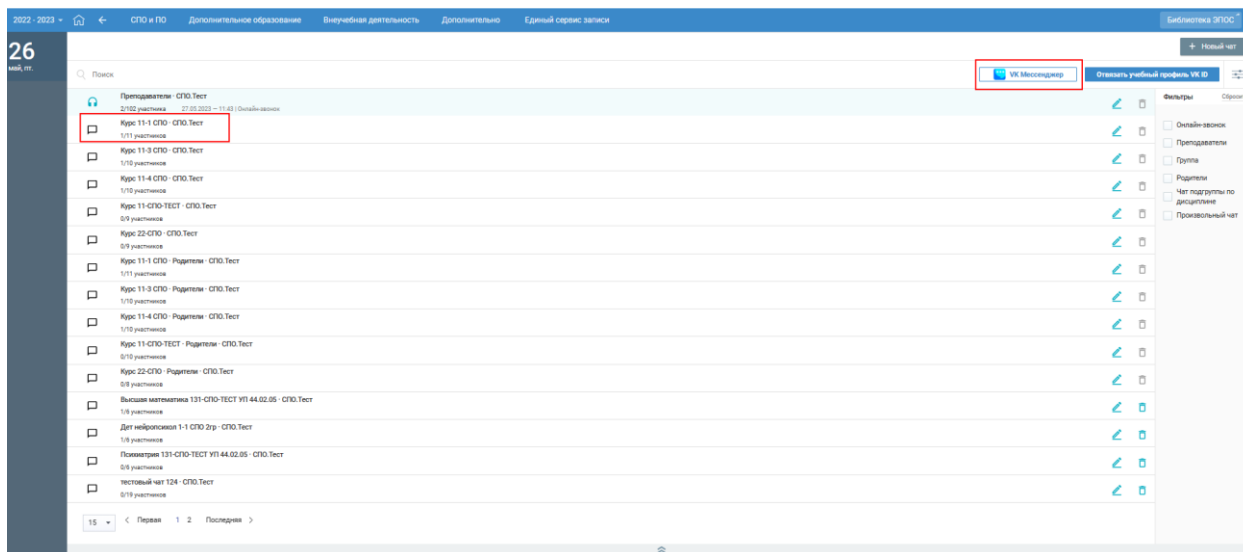 2022 - 2023 СПО и ПО Дополнительное образование Внеучебная деятельность Дополнительно Единый сервис записи Библиотека ЭПОС
26
май, пт.
+ Новый чат
Поиск
VK Мессенджер
Отвязать учебный профиль VK ID
Преподаватели · СПО.Тест
2/102 участника 27.05.2023 – 11:43 | Онлайн-звонок
Курс 11-1 СПО · СПО.Тест
1/11 участников
Курс 11-3 СПО · СПО.Тест
1/10 участников
Курс 11-4 СПО · СПО.Тест
1/10 участников
Курс 11-СПО-ТЕСТ · СПО.Тест
0/9 участников
Курс 22-СПО · СПО.Тест
0/9 участников
Курс 11-1 СПО · Родители · СПО.Тест
1/11 участников
Курс 11-3 СПО · Родители · СПО.Тест
1/10 участников
Курс 11-4 СПО · Родители · СПО.Тест
1/10 участников
Курс 11-СПО-ТЕСТ · Родители · СПО.Тест
0/10 участников
Курс 22-СПО · Родители · СПО.Тест
0/8 участников
Высшая математика 131-СПО-ТЕСТ УП 44.02.05 · СПО.Тест
1/6 участников
Дет нейропсихол 1-1 СПО 2гр · СПО.Тест
1/6 участников
Психиатрия 131-СПО-ТЕСТ УП 44.02.05 · СПО.Тест
0/6 участников
тестовый чат 124 · СПО.Тест
0/19 участников
15 < Первая 1 2 Последняя >
Фильтры
Онлайн-звонок
Преподаватели
Группа
Родители
Чат подгруппы по
дисциплине
Произвольный чат